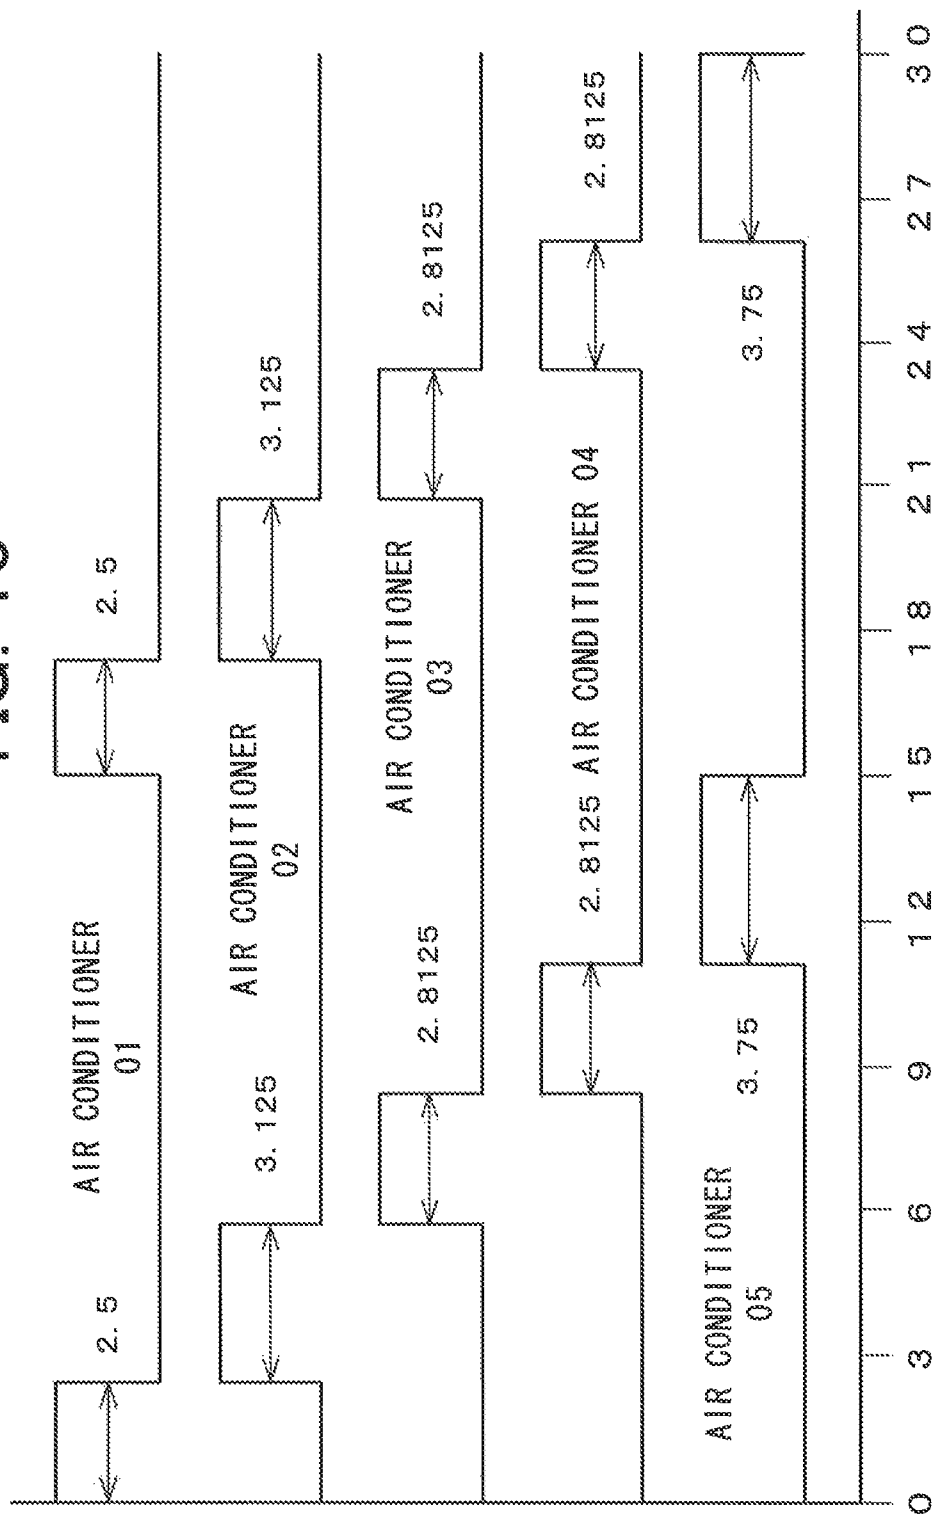 2. 5
AIR CONDITIONER
01
2. 5
3. 125
AIR CONDITIONER
02
3. 125
2. 8125
AIR CONDITIONER
03
2. 8125
2. 8125 AIR CONDITIONER 04
2. 8125
AIR CONDITIONER
05
3. 75
3. 75
0 3 6 9 12 15 18 21 24 27 30